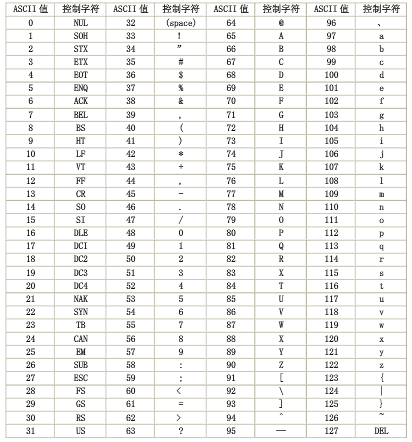 ASCII 值 控制字符 ASCII 值 控制字符 ASCII 值 控制字符 ASCII 值 控制字符
0 NUL 32 (space) 64 @ 96 、
1 SOH 33 ! 65 A 97 a
2 STX 34 ” 66 B 98 b
3 ETX 35 # 67 C 99 c
4 EOT 36 $ 68 D 100 d
5 ENQ 37 % 69 E 101 e
6 ACK 38 & 70 F 102 f
7 BEL 39 , 71 G 103 g
8 BS 40 ( 72 H 104 h
9 HT 41 ) 73 I 105 i
10 LF 42 * 74 J 106 j
11 VT 43 + 75 K 107 k
12 FF 44 , 76 L 108 l
13 CR 45 - 77 M 109 m
14 SO 46 . 78 N 110 n
15 SI 47 / 79 O 111 o
16 DLE 48 0 80 P 112 p
17 DCI 49 1 81 Q 113 q
18 DC2 50 2 82 R 114 r
19 DC3 51 3 83 X 115 s
20 DC4 52 4 84 T 116 t
21 NAK 53 5 85 U 117 u
22 SYN 54 6 86 V 118 v
23 TB 55 7 87 W 119 w
24 CAN 56 8 88 X 120 x
25 EM 57 9 89 Y 121 y
26 SUB 58 : 90 Z 122 z
27 ESC 59 ; 91 [ 123 {
28 FS 60 < 92 \ 124 |
29 GS 61 = 93 ] 125 }
30 RS 62 > 94 ^ 126 ~
31 US 63 ? 95 — 127 DEL